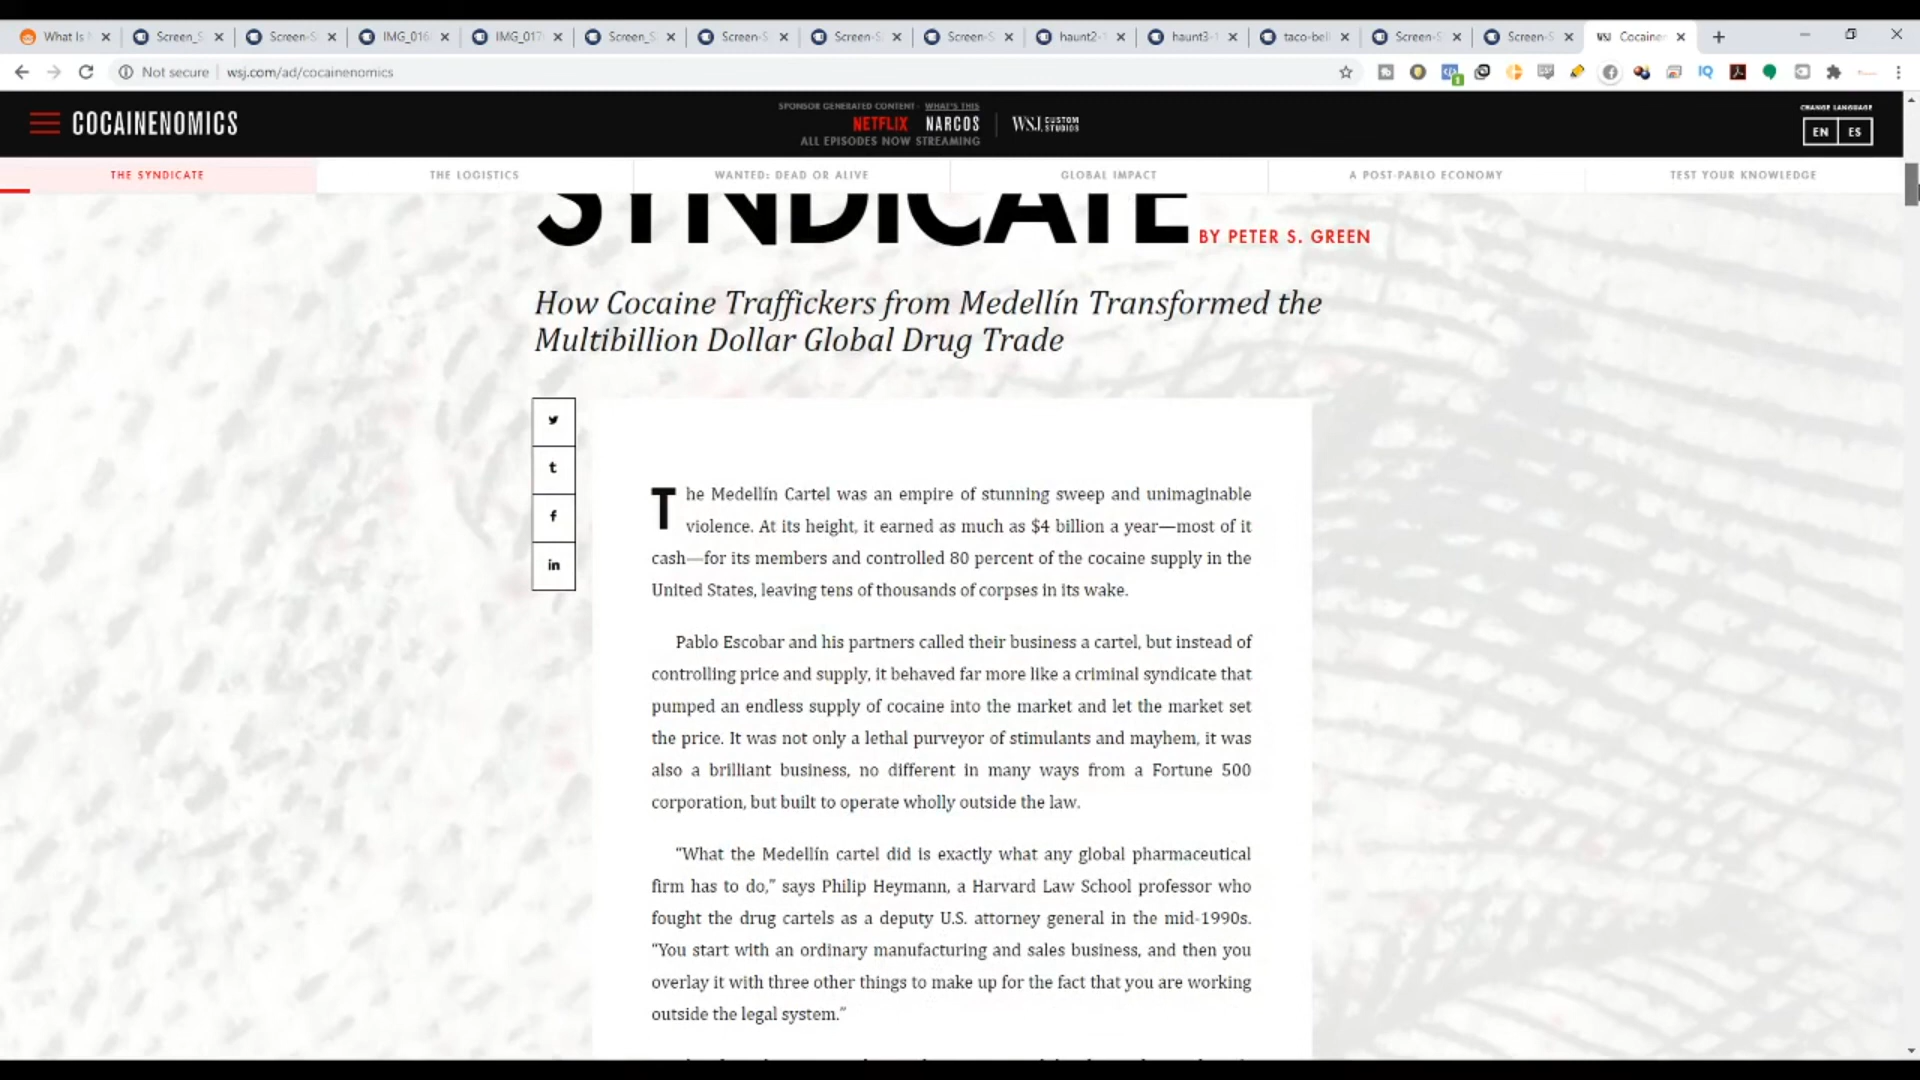 What Is
Screen_S
Screen-S
IMG_016
IMG_017
Screen_S
Screen-S
Screen-S
Screen-S
haunt2-1
haunt3-1
taco-bell
Screen-S
Screen-S
WSJ Cocaine
Not secure
wsj.com/ad/cocainenomics
IQ
COCAINENOMICS
SPONSOR GENERATED CONTENT - WHAT'S THIS
NETFLIX NARCOS
ALL EPISODES NOW STREAMING
WSJ. CUSTOM STUDIOS
CHANGE LANGUAGE
EN ES
THE SYNDICATE
THE LOGISTICS
WANTED: DEAD OR ALIVE
GLOBAL IMPACT
A POST-PABLO ECONOMY
TEST YOUR KNOWLEDGE
SYNDICATE BY PETER S. GREEN
How Cocaine Traffickers from Medellín Transformed the
Multibillion Dollar Global Drug Trade
t
f
in
The Medellín Cartel was an empire of stunning sweep and unimaginable
violence. At its height, it earned as much as $4 billion a year—most of it
cash—for its members and controlled 80 percent of the cocaine supply in the
United States, leaving tens of thousands of corpses in its wake.
Pablo Escobar and his partners called their business a cartel, but instead of
controlling price and supply, it behaved far more like a criminal syndicate that
pumped an endless supply of cocaine into the market and let the market set
the price. It was not only a lethal purveyor of stimulants and mayhem, it was
also a brilliant business, no different in many ways from a Fortune 500
corporation, but built to operate wholly outside the law.
“What the Medellín cartel did is exactly what any global pharmaceutical
firm has to do,” says Philip Heymann, a Harvard Law School professor who
fought the drug cartels as a deputy U.S. attorney general in the mid-1990s.
“You start with an ordinary manufacturing and sales business, and then you
overlay it with three other things to make up for the fact that you are working
outside the legal system.”